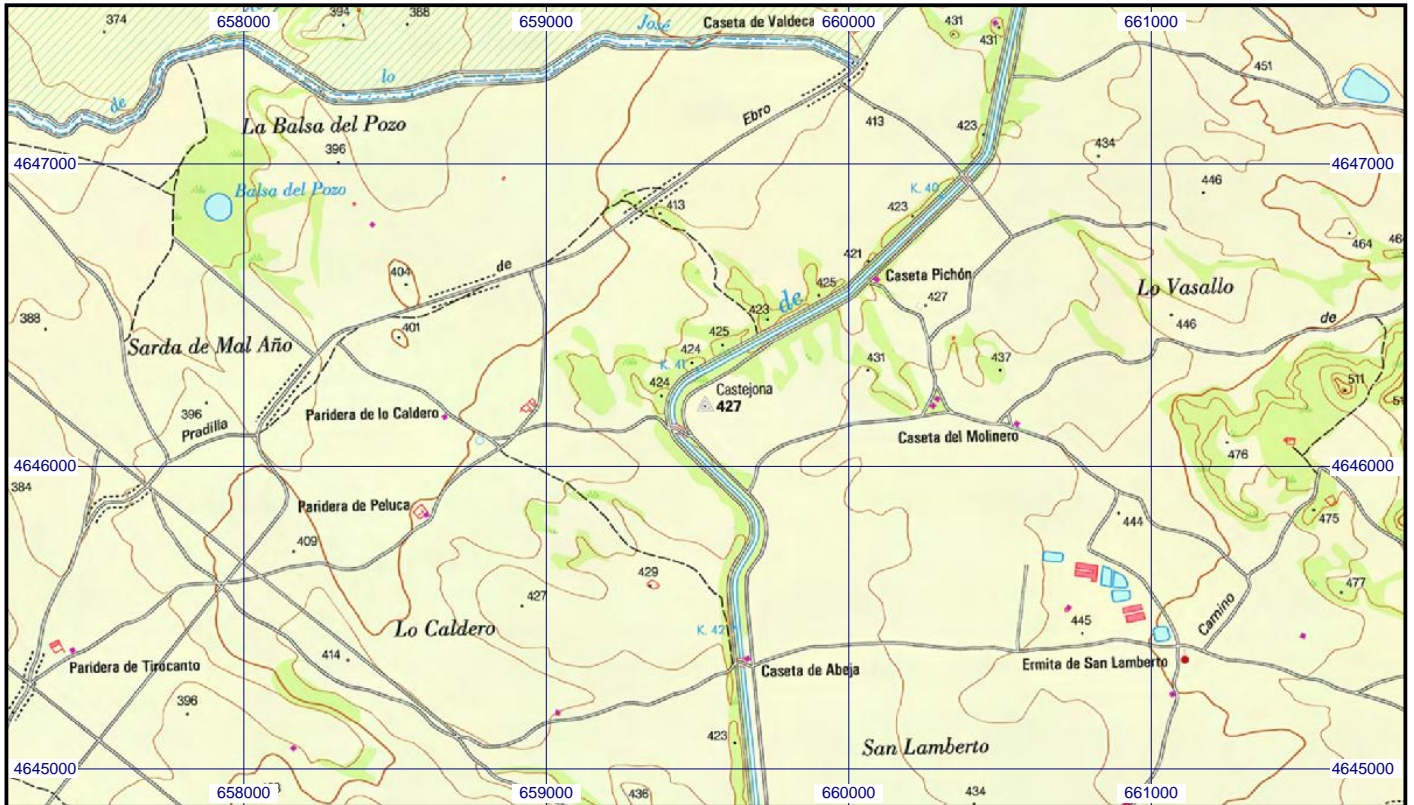 374
658000
394
388
659000
José
Caseta de Valdeca
660000
431
431
661000
451
lo
de
La Balsa del Pozo
396
Ebro
413
423
434
4647000
4647000
Balsa del Pozo
K. 40
446
413
423
464
421
Caseta Pichón
404
de
425
de
427
Lo Vasallo
423
446
de
388
401
425
Sarda de Mal Año
424
K. 41
431
437
424
Castejona
427
511
396
Paridera de lo Caldero
Pradilla
Caseta del Molinero
476
4646000
4646000
384
Paridera de Peluca
444
475
409
429
477
427
Camino
Lo Caldero
K. 42
445
414
Paridera de Tirocanto
Caseta de Abeja
Ermita de San Lamberto
396
423
San Lamberto
4645000
4645000
658000
659000
436
660000
434
661000